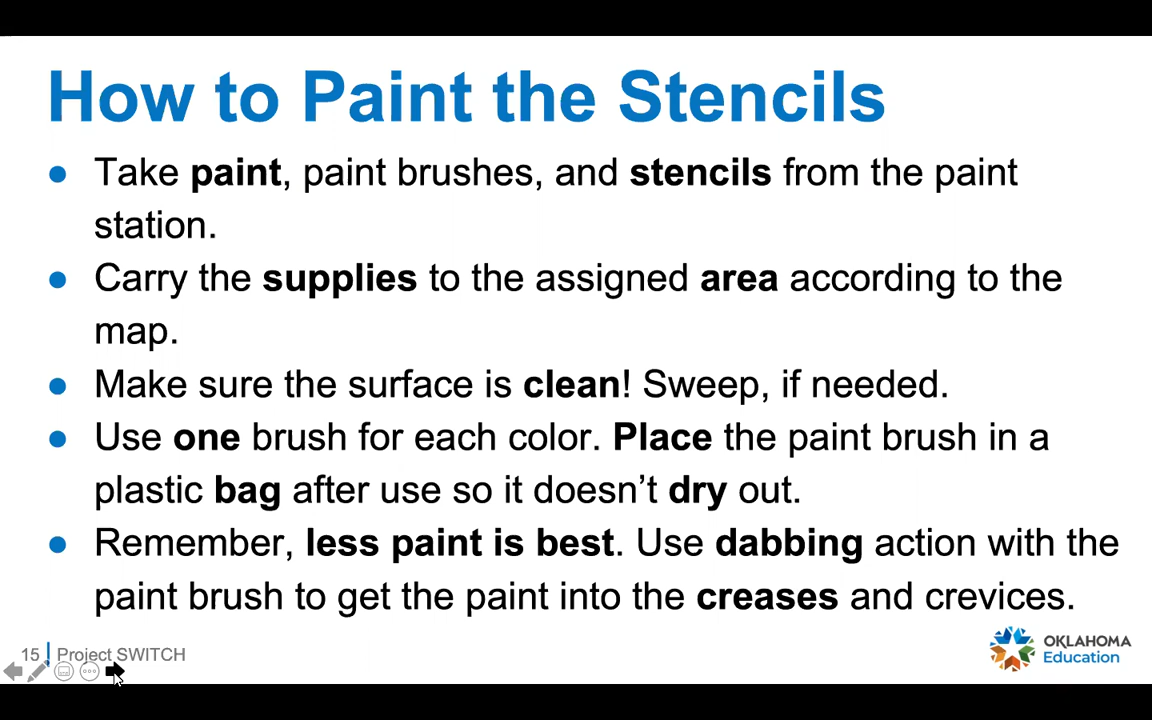 How to Paint the Stencils
● Take paint, paint brushes, and stencils from the paint
station.
● Carry the supplies to the assigned area according to the
map.
● Make sure the surface is clean! Sweep, if needed.
● Use one brush for each color. Place the paint brush in a
plastic bag after use so it doesn’t dry out.
● Remember, less paint is best. Use dabbing action with the
paint brush to get the paint into the creases and crevices.
15 | Project SWITCH
OKLAHOMA
Education